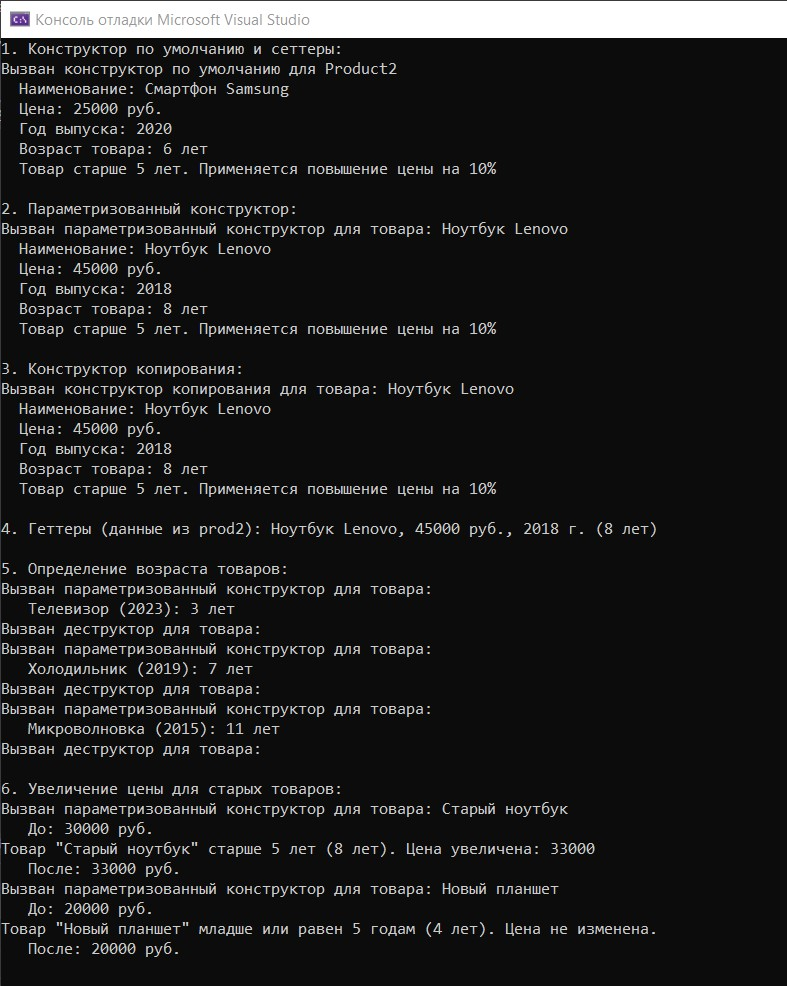 Консоль отладки Microsoft Visual Studio
1. Конструктор по умолчанию и сеттеры:
Вызван конструктор по умолчанию для Product2
  Наименование: Смартфон Samsung
  Цена: 25000 руб.
  Год выпуска: 2020
  Возраст товара: 6 лет
  Товар старше 5 лет. Применяется повышение цены на 10%

2. Параметризованный конструктор:
Вызван параметризованный конструктор для товара: Ноутбук Lenovo
  Наименование: Ноутбук Lenovo
  Цена: 45000 руб.
  Год выпуска: 2018
  Возраст товара: 8 лет
  Товар старше 5 лет. Применяется повышение цены на 10%

3. Конструктор копирования:
Вызван конструктор копирования для товара: Ноутбук Lenovo
  Наименование: Ноутбук Lenovo
  Цена: 45000 руб.
  Год выпуска: 2018
  Возраст товара: 8 лет
  Товар старше 5 лет. Применяется повышение цены на 10%

4. Геттеры (данные из prod2): Ноутбук Lenovo, 45000 руб., 2018 г. (8 лет)

5. Определение возраста товаров:
Вызван параметризованный конструктор для товара:
   Телевизор (2023): 3 лет
Вызван деструктор для товара:
Вызван параметризованный конструктор для товара:
   Холодильник (2019): 7 лет
Вызван деструктор для товара:
Вызван параметризованный конструктор для товара:
   Микроволновка (2015): 11 лет
Вызван деструктор для товара:

6. Увеличение цены для старых товаров:
Вызван параметризованный конструктор для товара: Старый ноутбук
   До: 30000 руб.
Товар "Старый ноутбук" старше 5 лет (8 лет). Цена увеличена: 33000
   После: 33000 руб.
Вызван параметризованный конструктор для товара: Новый планшет
   До: 20000 руб.
Товар "Новый планшет" младше или равен 5 годам (4 лет). Цена не изменена.
   После: 20000 руб.